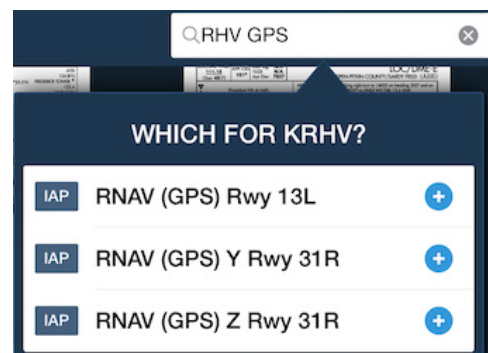 RHV GPS
LOC/DME-E
WHICH FOR KRHV?
IAP RNAV (GPS) Rwy 13L
IAP RNAV (GPS) Y Rwy 31R
IAP RNAV (GPS) Z Rwy 31R